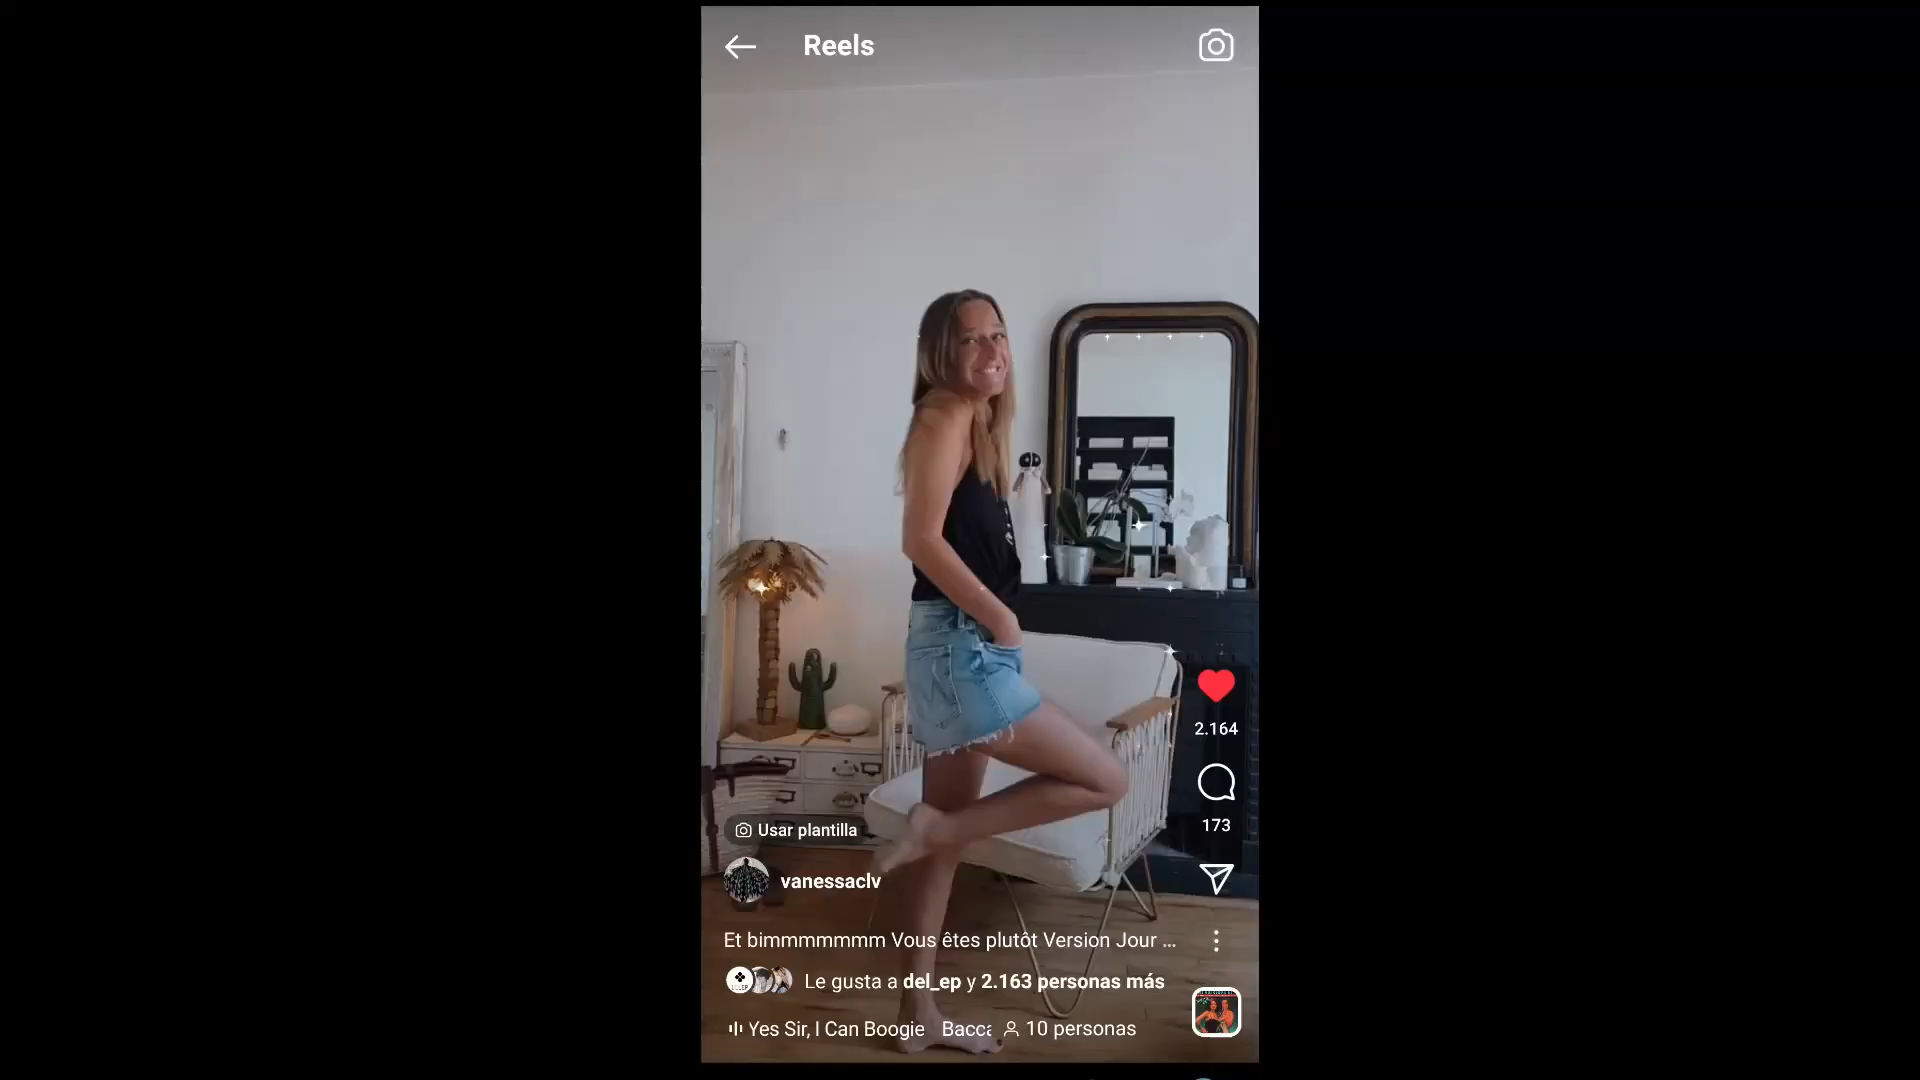 Reels
2.164
173
Usar plantilla
vanessaclv
Et bimmmmmmm Vous êtes plutôt Version Jour ...
Le gusta a del_ep y 2.163 personas más
Yes Sir, I Can Boogie Bacca 10 personas